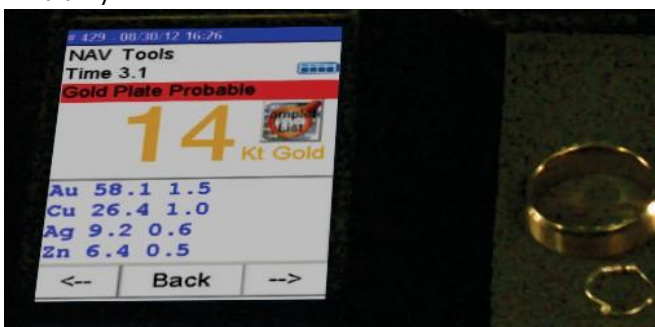 # 429 08/30/12 16:26
NAV Tools
Time 3.1
Gold Plate Probable
14 Kt Gold
List
Au 58.1 1.5
Cu 26.4 1.0
Ag 9.2 0.6
Zn 6.4 0.5
<-- Back -->